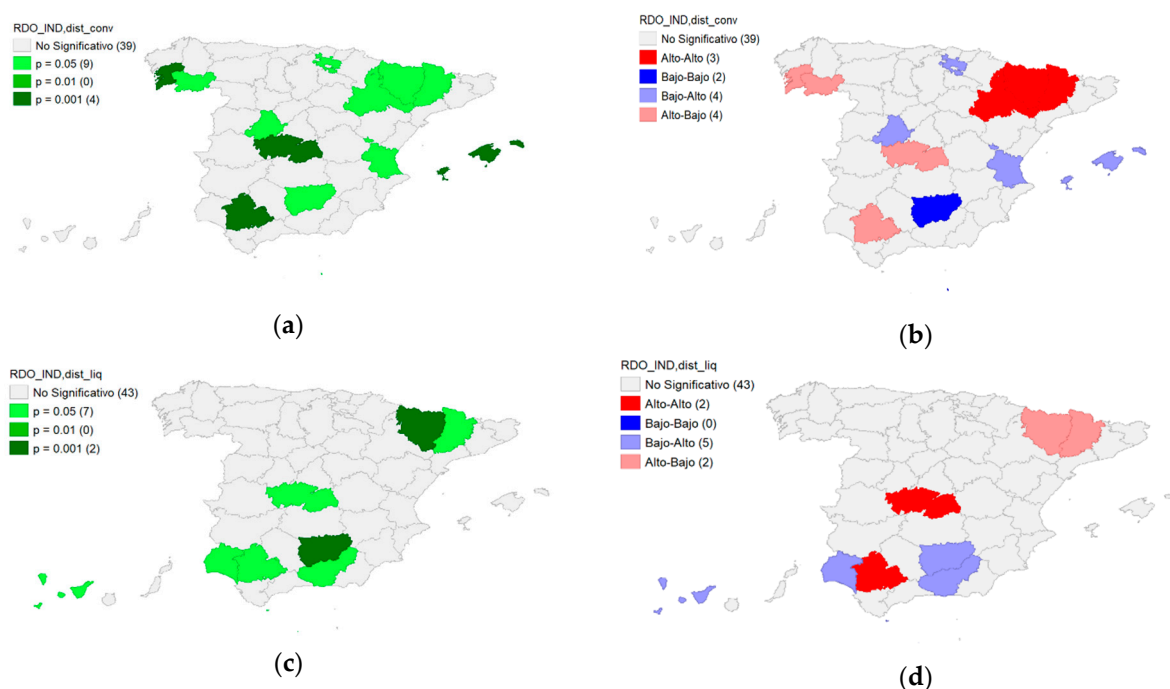 RDO_IND,dist_conv
No Significativo (39)
p = 0.05 (9)
p = 0.01 (0)
p = 0.001 (4)
(a)
RDO_IND,dist_conv
No Significativo (39)
Alto-Alto (3)
Bajo-Bajo (2)
Bajo-Alto (4)
Alto-Bajo (4)
(b)
RDO_IND,dist_liq
No Significativo (43)
p = 0.05 (7)
p = 0.01 (0)
p = 0.001 (2)
(c)
RDO_IND,dist_liq
No Significativo (43)
Alto-Alto (2)
Bajo-Bajo (0)
Bajo-Alto (5)
Alto-Bajo (2)
(d)